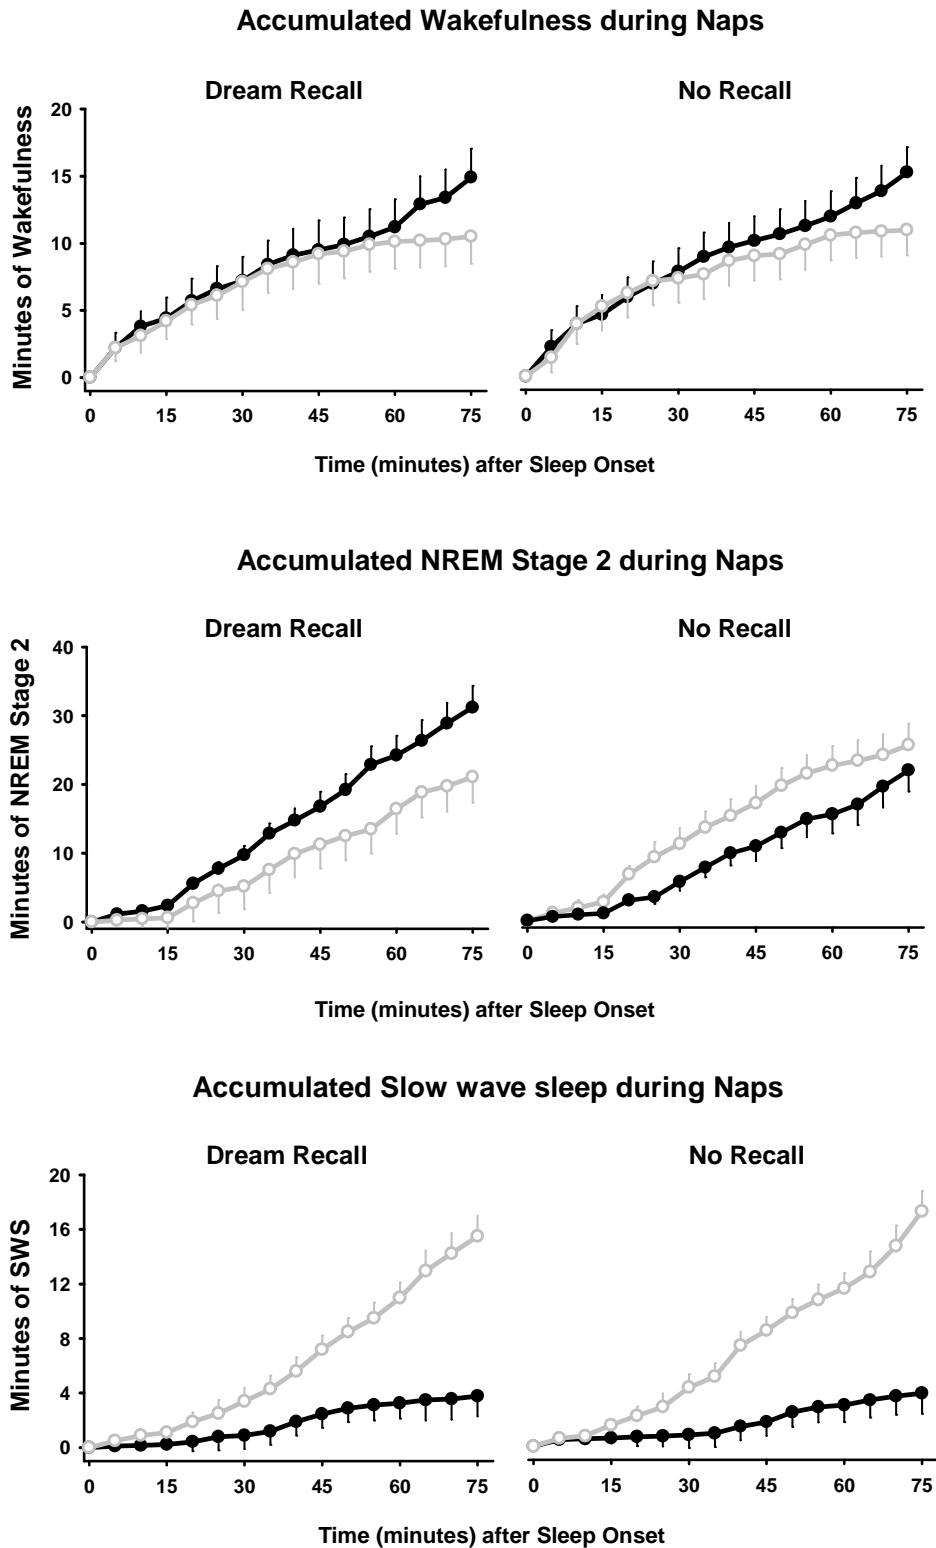 Accumulated Wakefulness during Naps
Dream Recall
No Recall
Minutes of Wakefulness
20
15
10
5
0
0 15 30 45 60 75
0 15 30 45 60 75
Time (minutes) after Sleep Onset
Accumulated NREM Stage 2 during Naps
Dream Recall
No Recall
Minutes of NREM Stage 2
40
30
20
10
0
0 15 30 45 60 75
0 15 30 45 60 75
Time (minutes) after Sleep Onset
Accumulated Slow wave sleep during Naps
Dream Recall
No Recall
Minutes of SWS
20
16
12
8
4
0
0 15 30 45 60 75
0 15 30 45 60 75
Time (minutes) after Sleep Onset